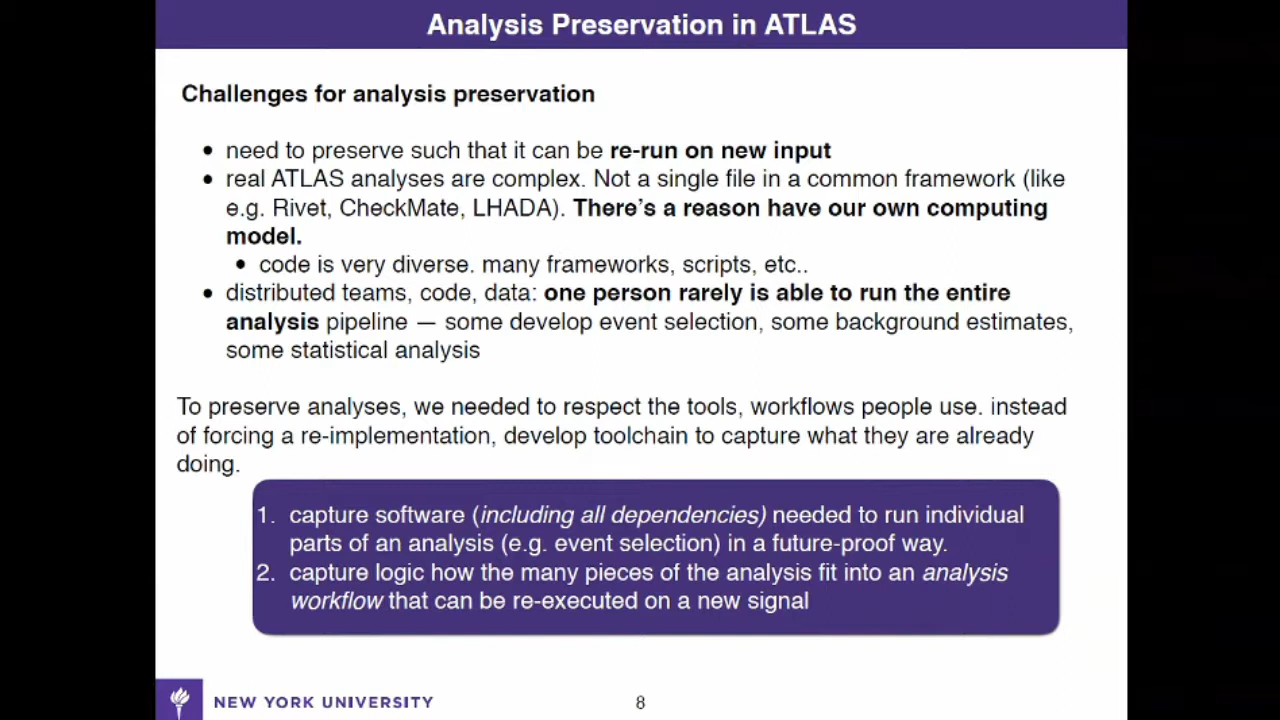 Analysis Preservation in ATLAS
Challenges for analysis preservation
• need to preserve such that it can be re-run on new input
• real ATLAS analyses are complex. Not a single file in a common framework (like
e.g. Rivet, CheckMate, LHADA). There's a reason have our own computing
model.
• code is very diverse. many frameworks, scripts, etc..
• distributed teams, code, data: one person rarely is able to run the entire
analysis pipeline — some develop event selection, some background estimates,
some statistical analysis
To preserve analyses, we needed to respect the tools, workflows people use. instead
of forcing a re-implementation, develop toolchain to capture what they are already
doing.
1. capture software (including all dependencies) needed to run individual
parts of an analysis (e.g. event selection) in a future-proof way.
2. capture logic how the many pieces of the analysis fit into an analysis
workflow that can be re-executed on a new signal
NEW YORK UNIVERSITY
8